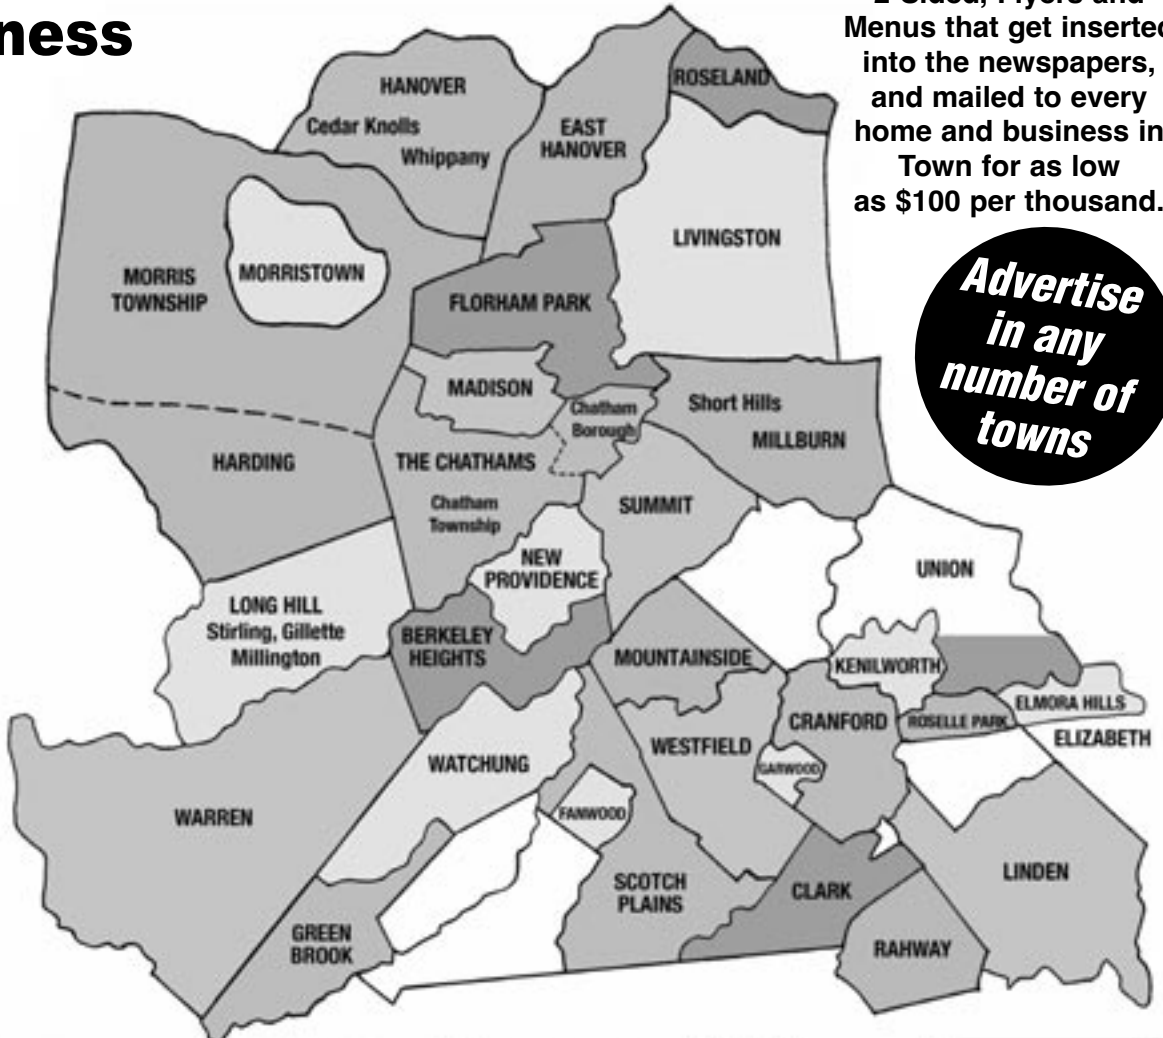 ness
2-Sided, Flyers and
Menus that get inserted
into the newspapers,
and mailed to every
home and business in
Town for as low
as $100 per thousand.
Advertise
in any
number of
towns
HANOVER
Cedar Knolls
Whippany
EAST
HANOVER
ROSELAND
LIVINGSTON
MORRIS
TOWNSHIP
MORRISTOWN
FLORHAM PARK
MADISON
Chatham
Borough
Short Hills
MILLBURN
HARDING
THE CHATHAMS
Chatham
Township
SUMMIT
NEW
PROVIDENCE
UNION
LONG HILL
Stirling, Gillette
Millington
BERKELEY
HEIGHTS
MOUNTAINSIDE
KENILWORTH
ELMORA HILLS
ROSELLE PARK
CRANFORD
ELIZABETH
WESTFIELD
GARWOOD
WATCHUNG
WARREN
FANWOOD
SCOTCH
PLAINS
CLARK
LINDEN
GREEN
BROOK
RAHWAY